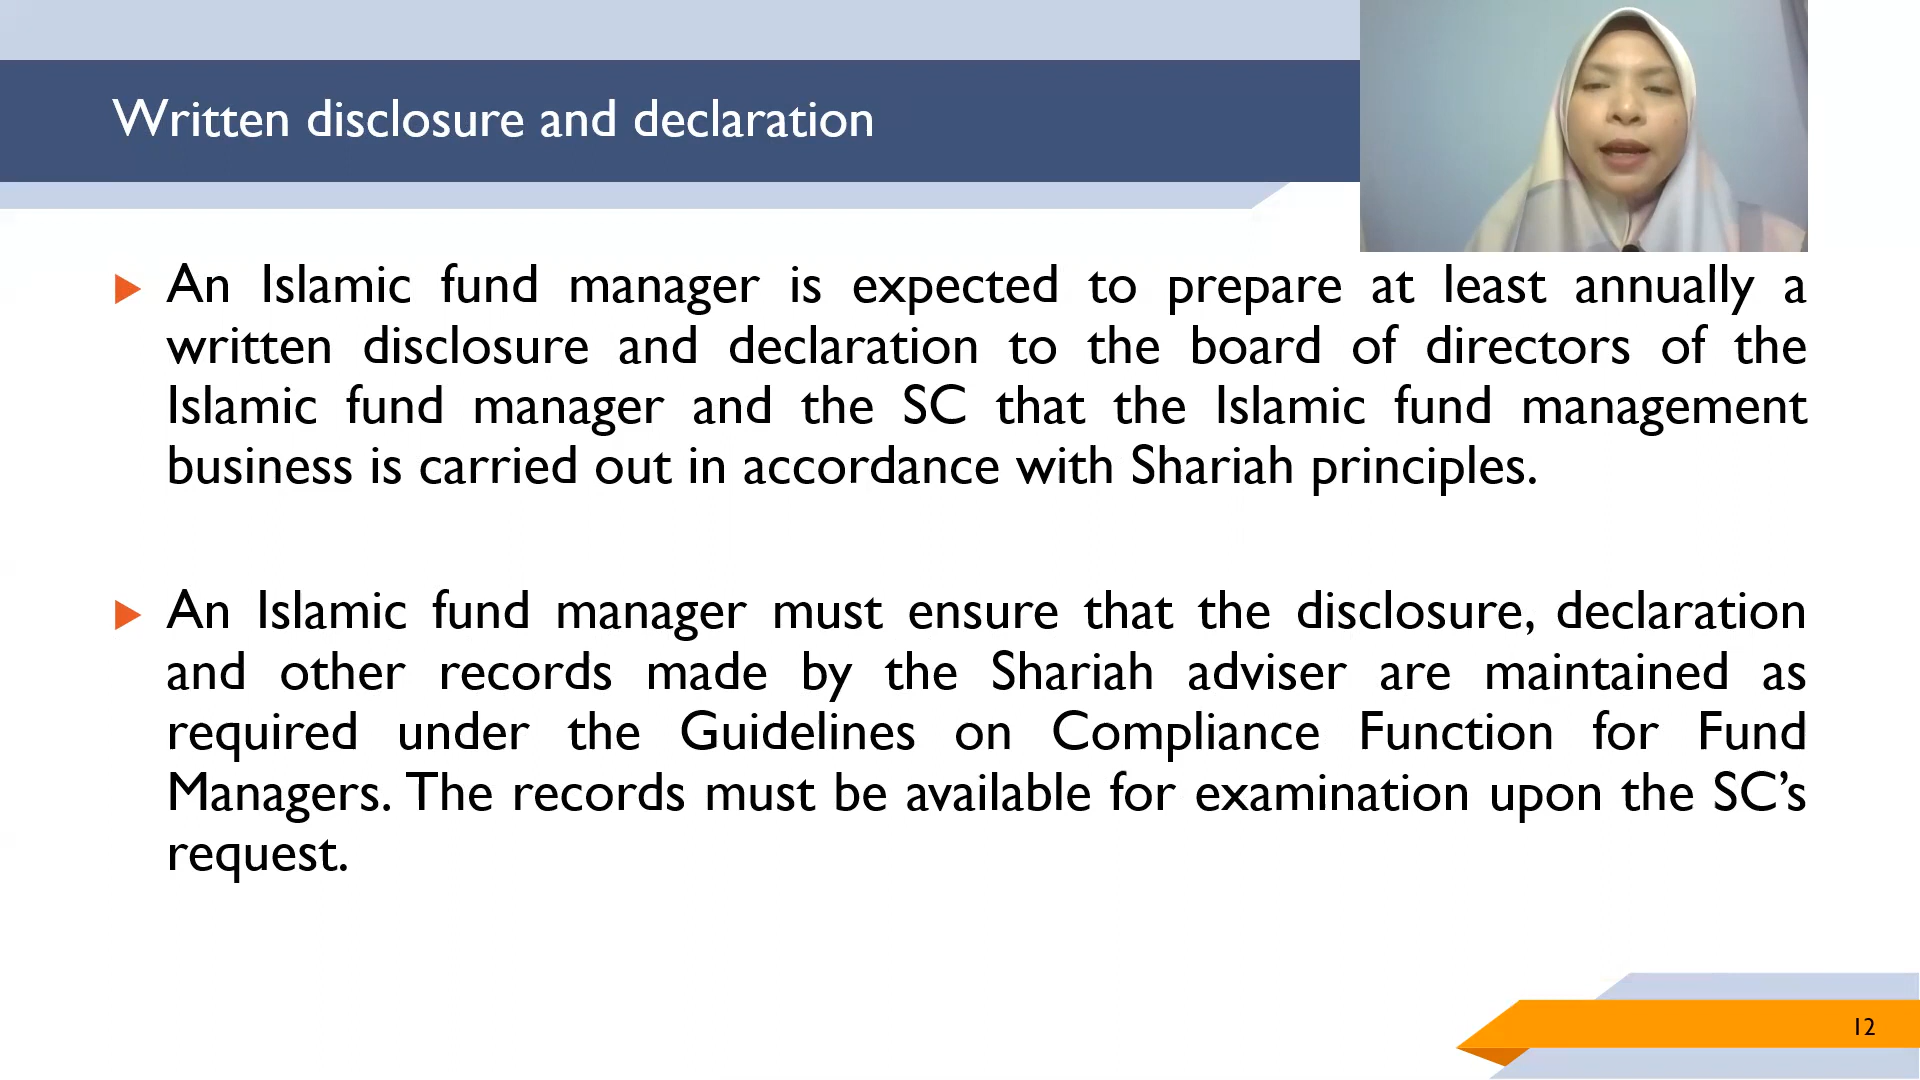 Written disclosure and declaration
An Islamic fund manager is expected to prepare at least annually a
written disclosure and declaration to the board of directors of the
Islamic fund manager and the SC that the Islamic fund management
business is carried out in accordance with Shariah principles.
An Islamic fund manager must ensure that the disclosure, declaration
and other records made by the Shariah adviser are maintained as
required under the Guidelines on Compliance Function for Fund
Managers. The records must be available for examination upon the SC’s
request.
12